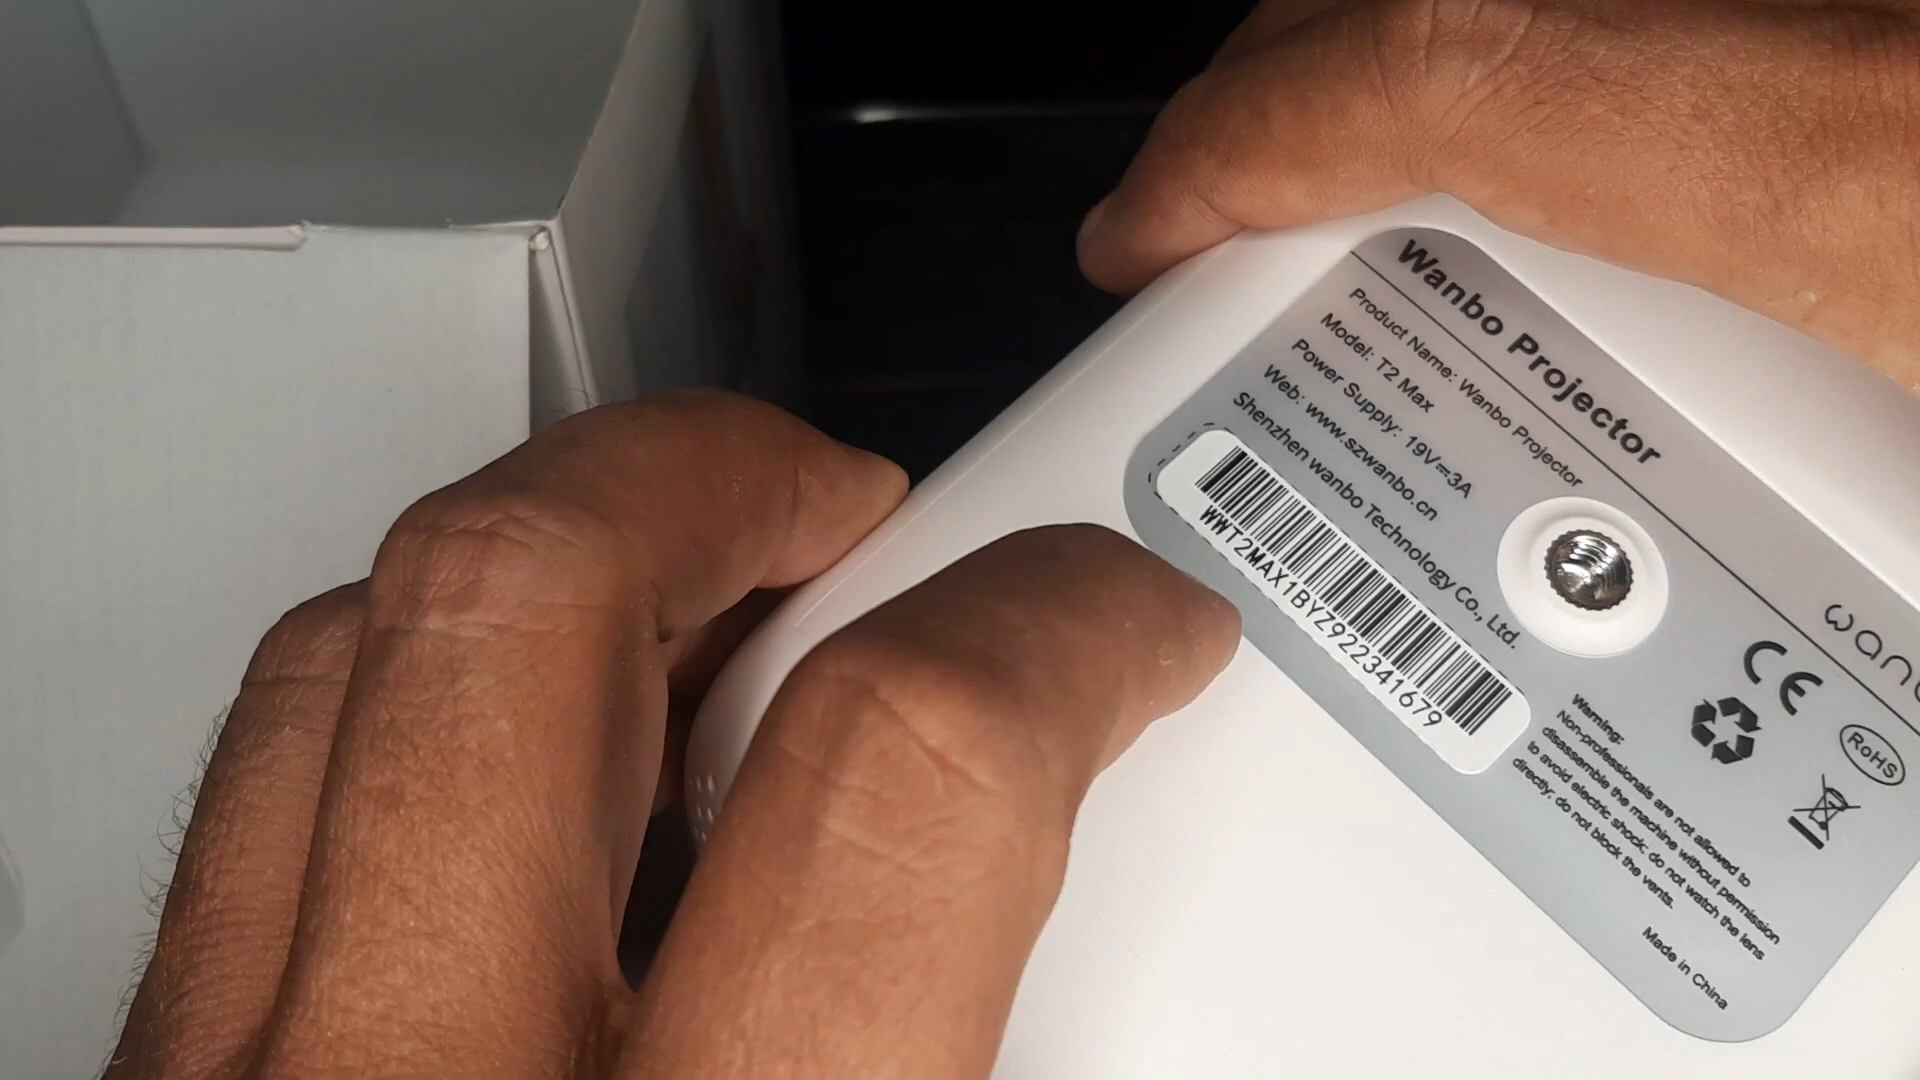 Wanbo Projector
Product Name: Wanbo Projector
Model: T2 Max
Power Supply: 19V⎓3A
Web: www.szwanbo.cn
Shenzhen wanbo Technology Co., Ltd.
WWT2MAX1BYZ9223341679
CE
RoHS
Warning:
Non-professionals are not allowed to
disassemble the machine without permission
to avoid electric shock; do not watch the lens
directly; do not block the vents.
Made in China